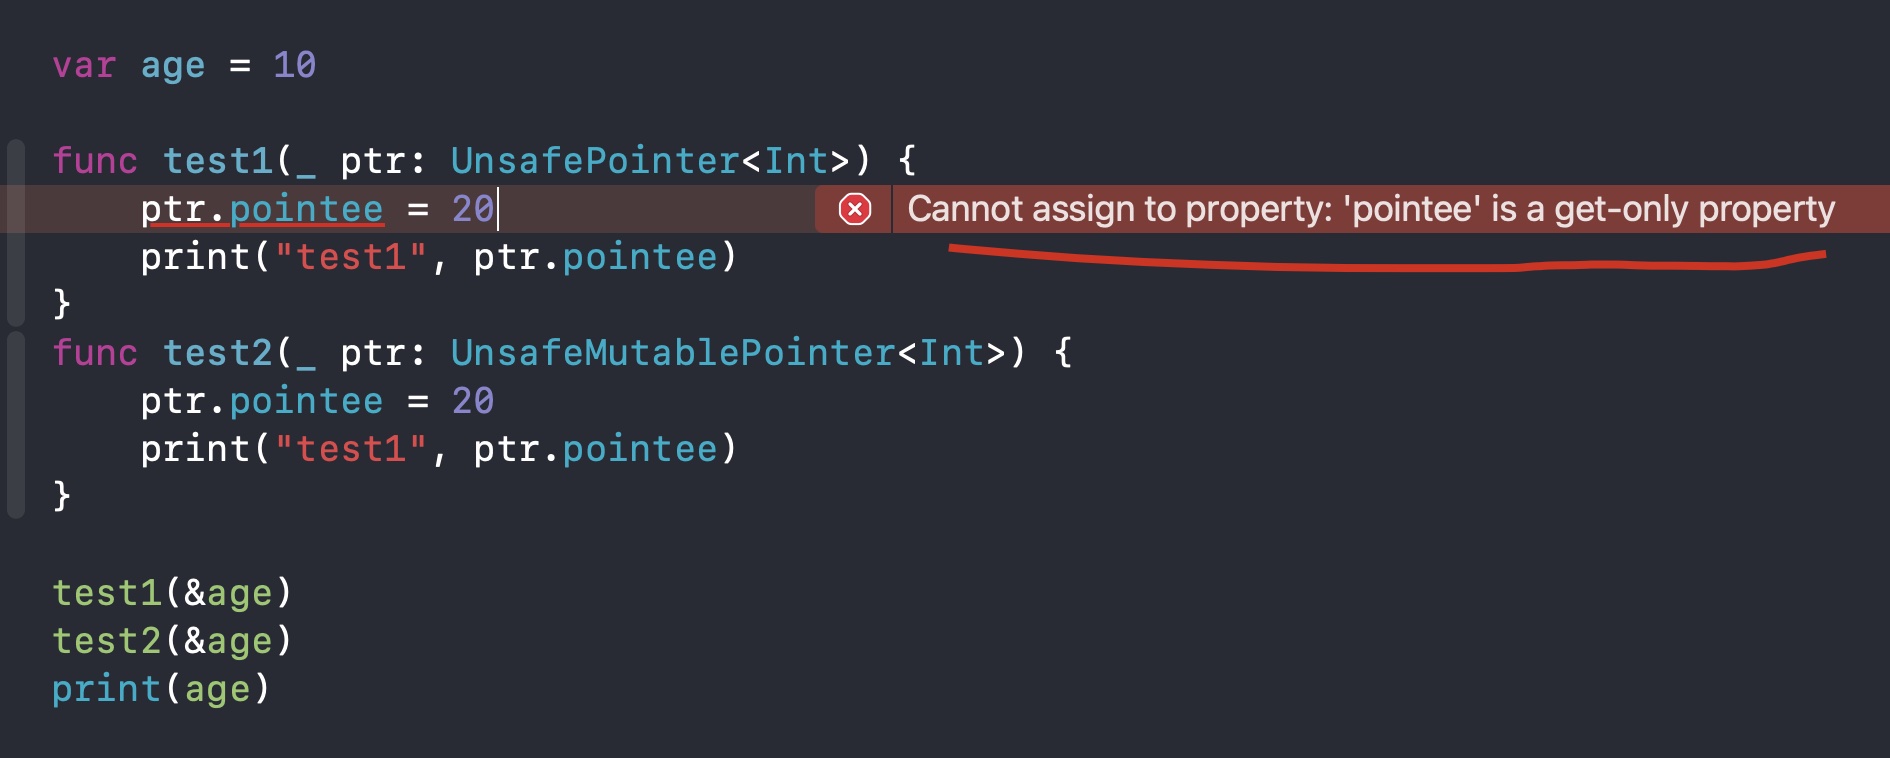 var age = 10
func test1(_ ptr: UnsafePointer<Int>) {
ptr.pointee = 20 Cannot assign to property: 'pointee' is a get-only property
print("test1", ptr.pointee)
}
func test2(_ ptr: UnsafeMutablePointer<Int>) {
ptr.pointee = 20
print("test1", ptr.pointee)
}
test1(&age)
test2(&age)
print(age)